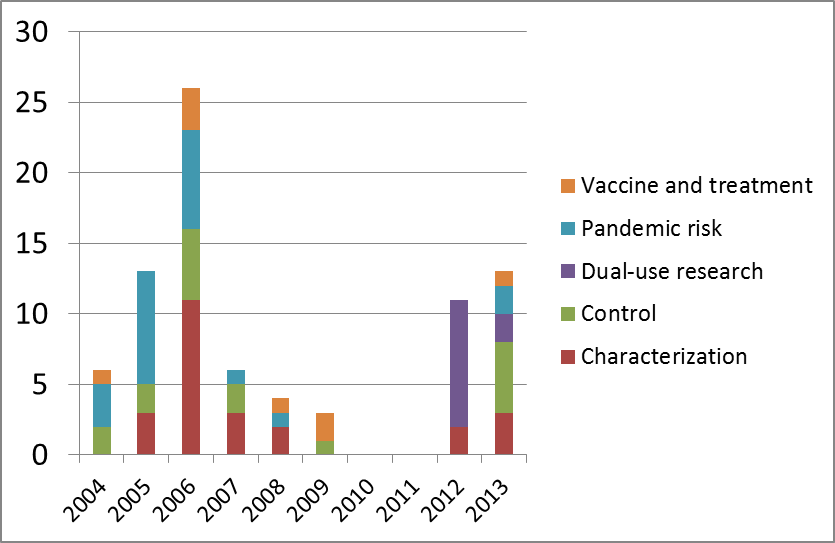 30
25
20
15
10
5
0
2004 2005 2006 2007 2008 2009 2010 2011 2012 2013
Vaccine and treatment
Pandemic risk
Dual-use research
Control
Characterization